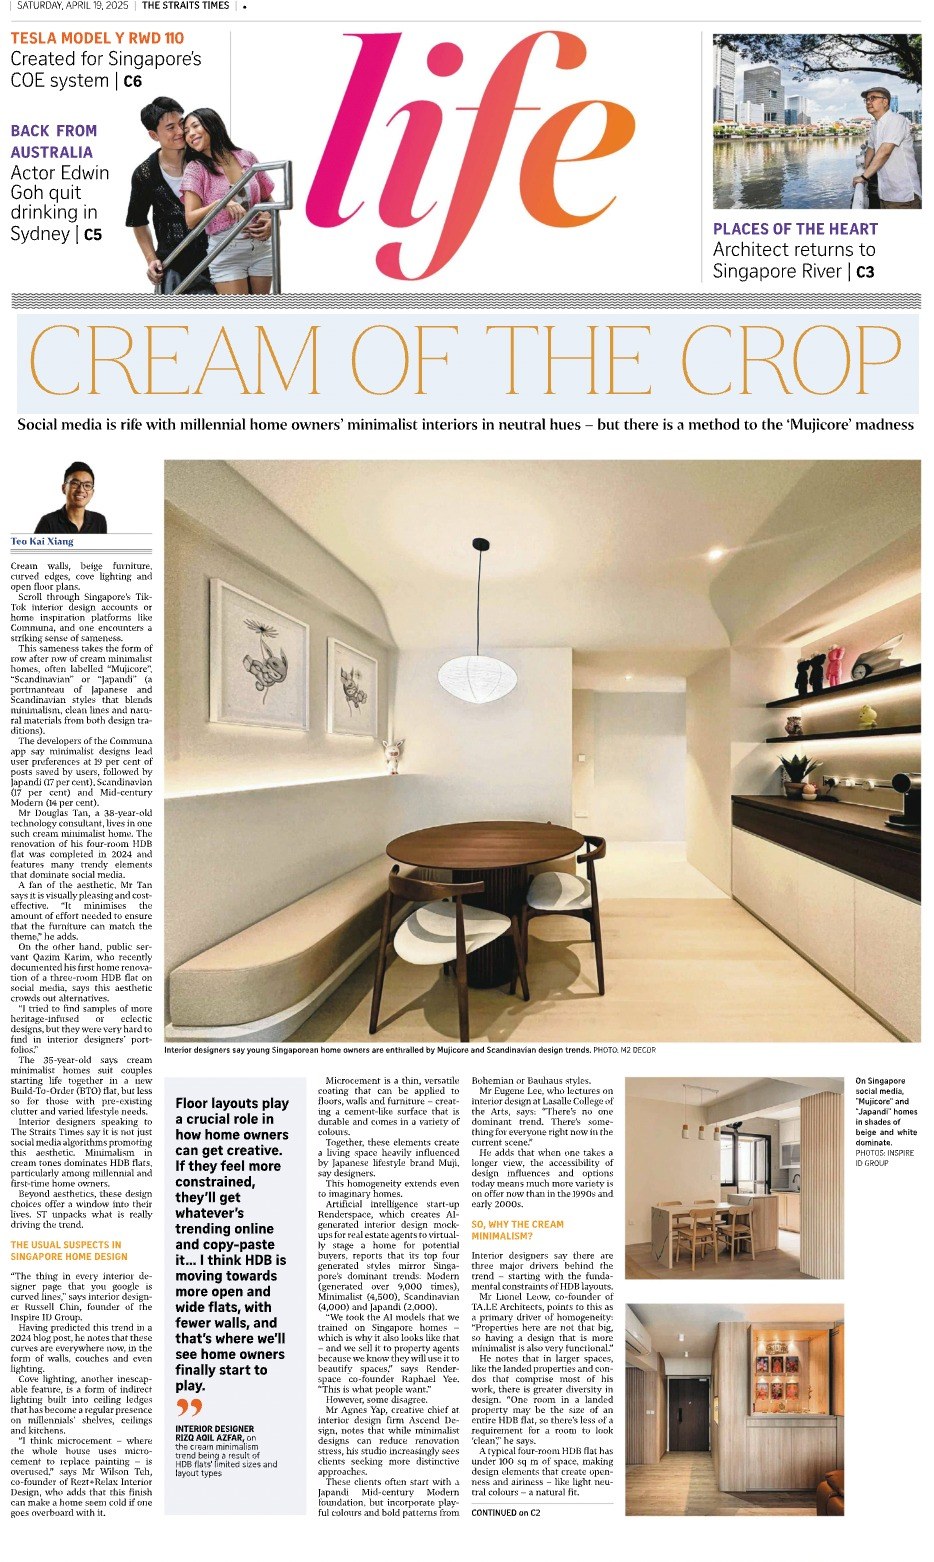 SATURDAY, APRIL 19, 2025 | THE STRAITS TIMES |
TESLA MODEL Y RWD 110
Created for Singapore's
COE system | C6
BACK FROM
AUSTRALIA
Actor Edwin
Goh quit
drinking in
Sydney | C5
life
PLACES OF THE HEART
Architect returns to
Singapore River | C3
CREAM OF THE CROP
Social media is rife with millennial home owners' minimalist interiors in neutral hues – but there is a method to the 'Mujicore' madness
Teo Kai Xiang
Cream walls, beige furniture,
curved edges, cove lighting and
open floor plans.
Scroll through Singapore's Tik-
Tok interior design accounts or
home inspiration platforms like
Communa, and one encounters a
striking sense of sameness.
This sameness takes the form of
row after row of cream minimalist
homes, often labelled "Mujicore",
"Scandinavian" or "Japandi" (a
portmanteau of Japanese and
Scandinavian styles that blends
minimalism, clean lines and natu-
ral materials from both design tra-
ditions).
The developers of the Communa
app say minimalist designs lead
user preferences at 19 per cent of
posts saved by users, followed by
Japandi (17 per cent), Scandinavian
(17 per cent) and Mid-century
Modern (14 per cent).
Mr Douglas Tan, a 38-year-old
technology consultant, lives in one
such cream minimalist home. The
renovation of his four-room HDB
flat was completed in 2024 and
features many trendy elements
that dominate social media.
A fan of the aesthetic, Mr Tan
says it is visually pleasing and cost-
effective. "It minimises the
amount of effort needed to ensure
that the furniture can match the
theme," he adds.
On the other hand, public ser-
vant Qazim Karim, who recently
documented his first home renova-
tion of a three-room HDB flat on
social media, says this aesthetic
crowds out alternatives.
"I tried to find samples of more
heritage-infused or eclectic
designs, but they were very hard to
find in interior designers' port-
folios."
The 35-year-old says cream
minimalist homes suit couples
starting life together in a new
Build-To-Order (BTO) flat, but less
so for those with pre-existing
clutter and varied lifestyle needs.
Interior designers speaking to
The Straits Times say it is not just
social media algorithms promoting
this aesthetic. Minimalism in
cream tones dominates HDB flats,
particularly among millennial and
first-time home owners.
Beyond aesthetics, these design
choices offer a window into their
lives. ST unpacks what is really
driving the trend.
THE USUAL SUSPECTS IN
SINGAPORE HOME DESIGN
"The thing in every interior de-
signer page that you google is
curved lines," says interior design-
er Russell Chin, founder of the
Inspire ID Group.
Having predicted this trend in a
2024 blog post, he notes that these
curves are everywhere now, in the
form of walls, couches and even
lighting.
Cove lighting, another inescap-
able feature, is a form of indirect
lighting built into ceiling ledges
that has become a regular presence
on millennials' shelves, ceilings
and kitchens.
"I think microcement – where
the whole house uses micro-
cement to replace painting – is
overused," says Mr Wilson Teh,
co-founder of Rezt+Relax Interior
Design, who adds that this finish
can make a home seem cold if one
goes overboard with it.
Interior designers say young Singaporean home owners are enthralled by Mujicore and Scandinavian design trends. PHOTO: M2 DECOR
Floor layouts play
a crucial role in
how home owners
can get creative.
If they feel more
constrained,
they'll get
whatever's
trending online
and copy-paste
it... I think HDB is
moving towards
more open and
wide flats, with
fewer walls, and
that's where we'll
see home owners
finally start to
play.
”
INTERIOR DESIGNER
RIZQ AQIL AZFAR, on
the cream minimalism
trend being a result of
HDB flats' limited sizes and
layout types
Microcement is a thin, versatile
coating that can be applied to
floors, walls and furniture – creat-
ing a cement-like surface that is
durable and comes in a variety of
colours.
Together, these elements create
a living space heavily influenced
by Japanese lifestyle brand Muji,
say designers.
This homogeneity extends even
to imaginary homes.
Artificial intelligence start-up
Renderspace, which creates AI-
generated interior design mock-
ups for real estate agents to virtual-
ly stage a home for potential
buyers, reports that its top four
generated styles mirror Singa-
pore's dominant trends: Modern
(generated over 9,000 times),
Minimalist (4,500), Scandinavian
(4,000) and Japandi (2,000).
"We took the AI models that we
trained on Singapore homes –
which is why it also looks like that
– and we sell it to property agents
because we know they will use it to
beautify spaces," says Render-
space co-founder Raphael Yee.
"This is what people want."
However, some disagree.
Mr Agnes Yap, creative chief at
interior design firm Ascend De-
sign, notes that while minimalist
designs can reduce renovation
stress, his studio increasingly sees
clients seeking more distinctive
approaches.
These clients often start with a
Japandi Mid-century Modern
foundation, but incorporate play-
ful colours and bold patterns from
Bohemian or Bauhaus styles.
Mr Eugene Lee, who lectures on
interior design at Lasalle College of
the Arts, says: "There's no one
dominant trend. There's some-
thing for everyone right now in the
current scene."
He adds that when one takes a
longer view, the accessibility of
design influences and options
today means much more variety is
on offer now than in the 1990s and
early 2000s.
SO, WHY THE CREAM
MINIMALISM?
Interior designers say there are
three major drivers behind the
trend – starting with the funda-
mental constraints of HDB layouts.
Mr Lionel Leow, co-founder of
TA.LE Architects, points to this as
a primary driver of homogeneity:
"Properties here are not that big,
so having a design that is more
minimalist is also very functional."
He notes that in larger spaces,
like the landed properties and con-
dos that comprise most of his
work, there is greater diversity in
design. "One room in a landed
property may be the size of an
entire HDB flat, so there's less of a
requirement for a room to look
'clean'," he says.
A typical four-room HDB flat has
under 100 sq m of space, making
design elements that create open-
ness and airiness – like light neu-
tral colours – a natural fit.
CONTINUED on C2
On Singapore
social media,
"Mujicore" and
"Japandi" homes
in shades of
beige and white
dominate.
PHOTOS: INSPIRE
ID GROUP